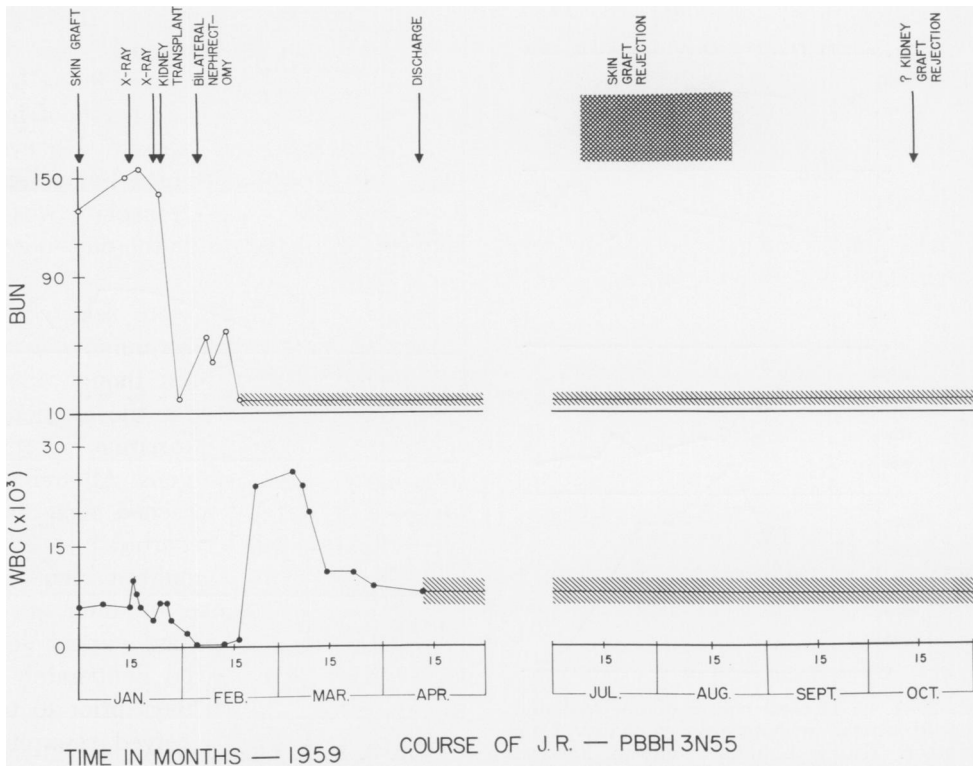 SKIN GRAFT
X-RAY
X-RAY
KIDNEY
TRANSPLANT
BILATERAL
NEPHRECT-
OMY
DISCHARGE
SKIN
GRAFT
REJECTION
? KIDNEY
GRAFT
REJECTION
BUN
150
90
10
WBC (x10³)
30
15
0
15 15 15 15 15 15 15 15
JAN. FEB. MAR. APR. JUL. AUG. SEPT. OCT.
TIME IN MONTHS — 1959 COURSE OF J.R. — PBBH 3N55